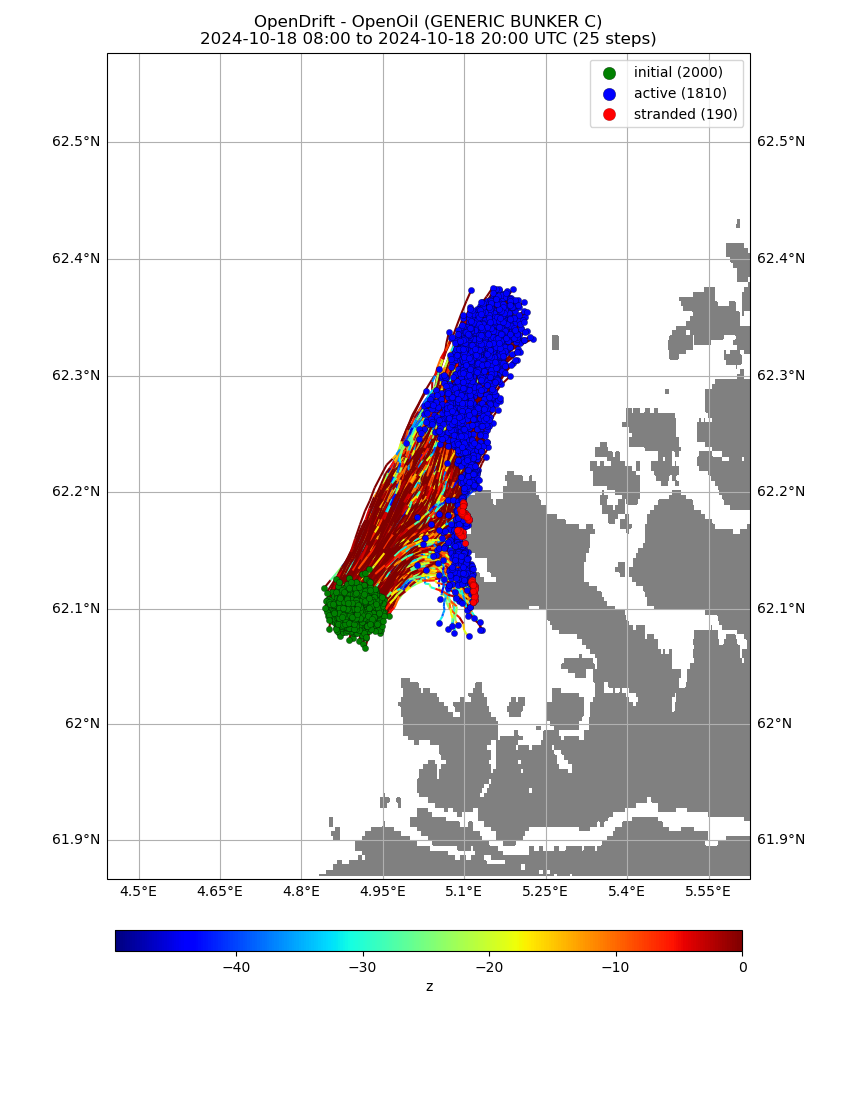 OpenDrift - OpenOil (GENERIC BUNKER C)
2024-10-18 08:00 to 2024-10-18 20:00 UTC (25 steps)
initial (2000)
active (1810)
stranded (190)
62.5°N 62.5°N
62.4°N 62.4°N
62.3°N 62.3°N
62.2°N 62.2°N
62.1°N 62.1°N
62°N 62°N
61.9°N 61.9°N
4.5°E 4.65°E 4.8°E 4.95°E 5.1°E 5.25°E 5.4°E 5.55°E
−40 −30 −20 −10 0
z